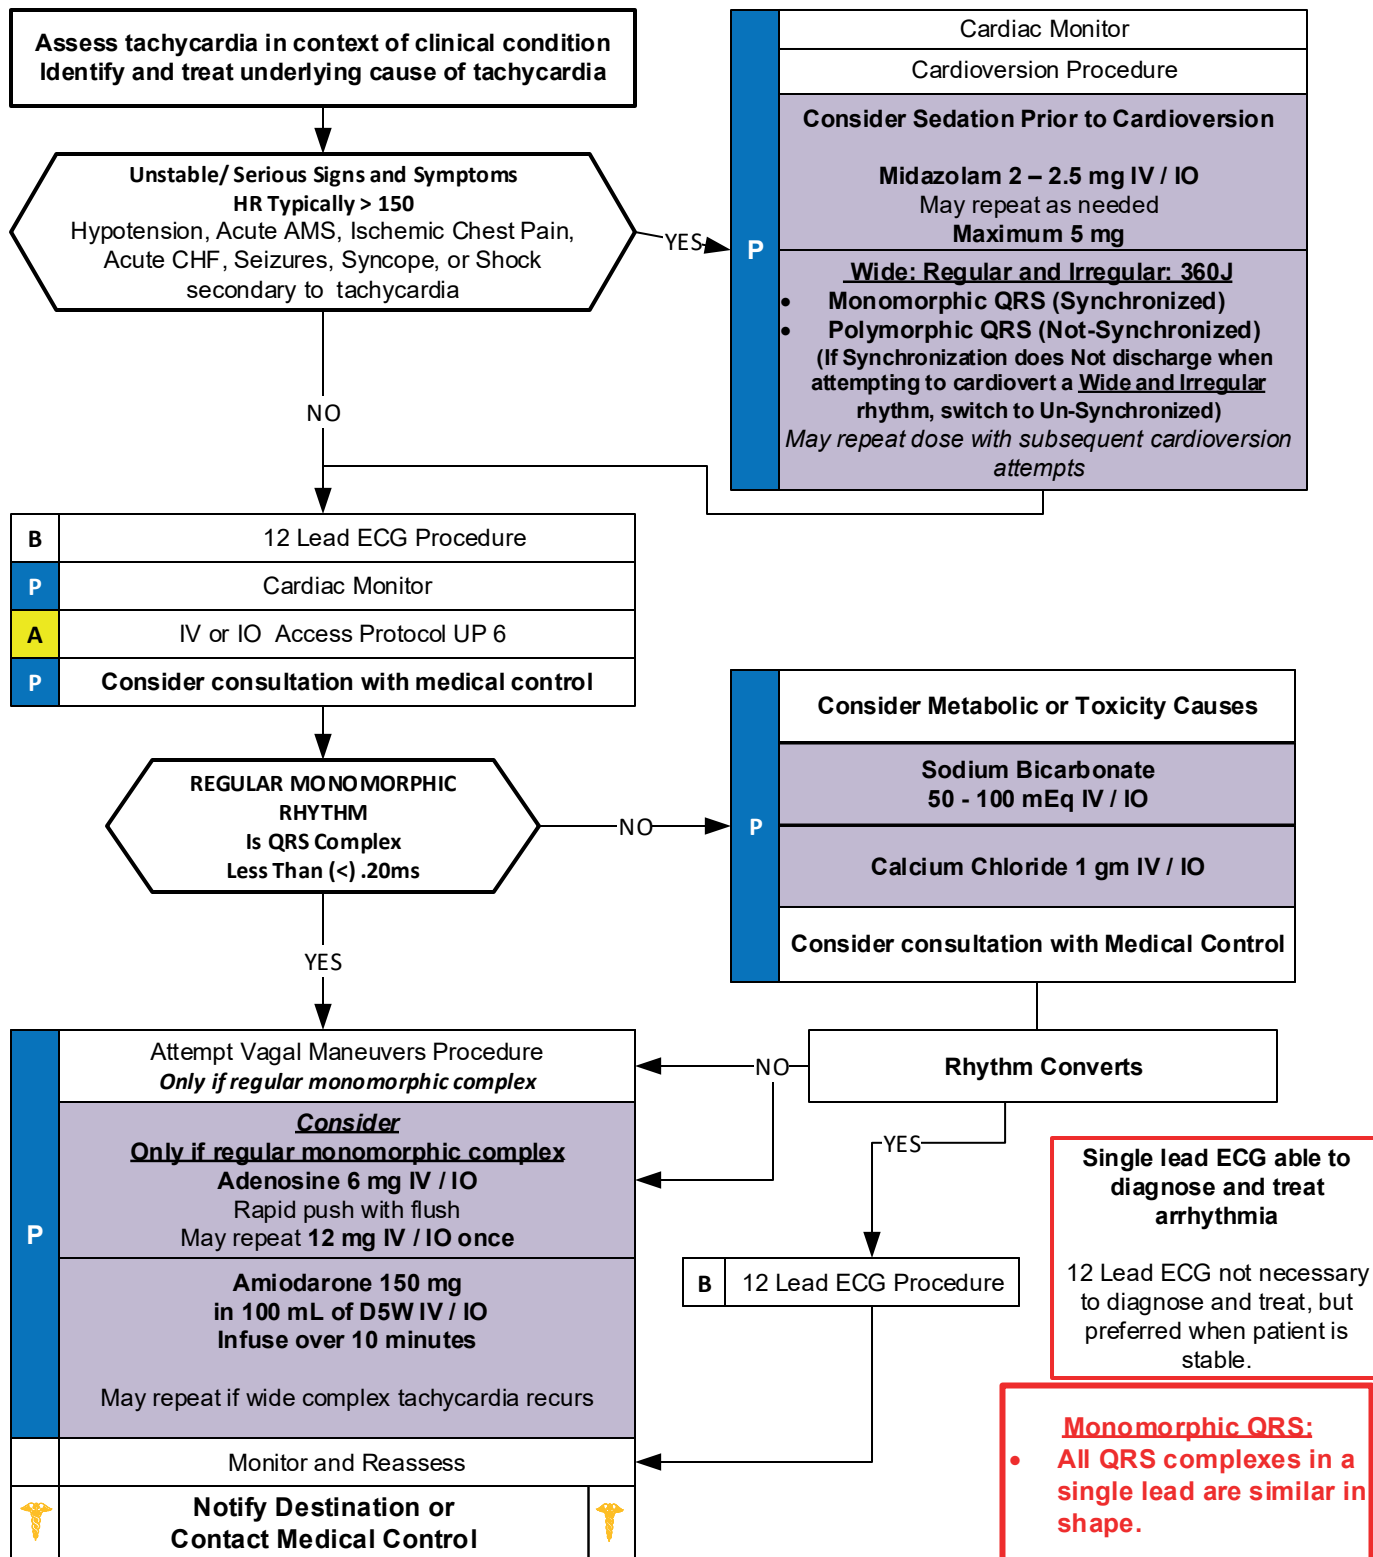 Assess tachycardia in context of clinical condition
Identify and treat underlying cause of tachycardia
Unstable/ Serious Signs and Symptoms
HR Typically > 150
Hypotension, Acute AMS, Ischemic Chest Pain,
Acute CHF, Seizures, Syncope, or Shock
secondary to tachycardia
YES
NO
P
Cardiac Monitor
Cardioversion Procedure
Consider Sedation Prior to Cardioversion
Midazolam 2 – 2.5 mg IV / IO
May repeat as needed
Maximum 5 mg
Wide: Regular and Irregular: 360J
• Monomorphic QRS (Synchronized)
• Polymorphic QRS (Not-Synchronized)
(If Synchronization does Not discharge when
attempting to cardiovert a Wide and Irregular
rhythm, switch to Un-Synchronized)
May repeat dose with subsequent cardioversion
attempts
B 12 Lead ECG Procedure
P Cardiac Monitor
A IV or IO Access Protocol UP 6
P Consider consultation with medical control
REGULAR MONOMORPHIC
RHYTHM
Is QRS Complex
Less Than (<) .20ms
NO
YES
P
Consider Metabolic or Toxicity Causes
Sodium Bicarbonate
50 - 100 mEq IV / IO
Calcium Chloride 1 gm IV / IO
Consider consultation with Medical Control
Rhythm Converts
NO
YES
P
Attempt Vagal Maneuvers Procedure
Only if regular monomorphic complex
Consider
Only if regular monomorphic complex
Adenosine 6 mg IV / IO
Rapid push with flush
May repeat 12 mg IV / IO once
Amiodarone 150 mg
in 100 mL of D5W IV / IO
Infuse over 10 minutes
May repeat if wide complex tachycardia recurs
Monitor and Reassess
Notify Destination or
Contact Medical Control
B 12 Lead ECG Procedure
Single lead ECG able to
diagnose and treat
arrhythmia
12 Lead ECG not necessary
to diagnose and treat, but
preferred when patient is
stable.
Monomorphic QRS:
• All QRS complexes in a
single lead are similar in
shape.